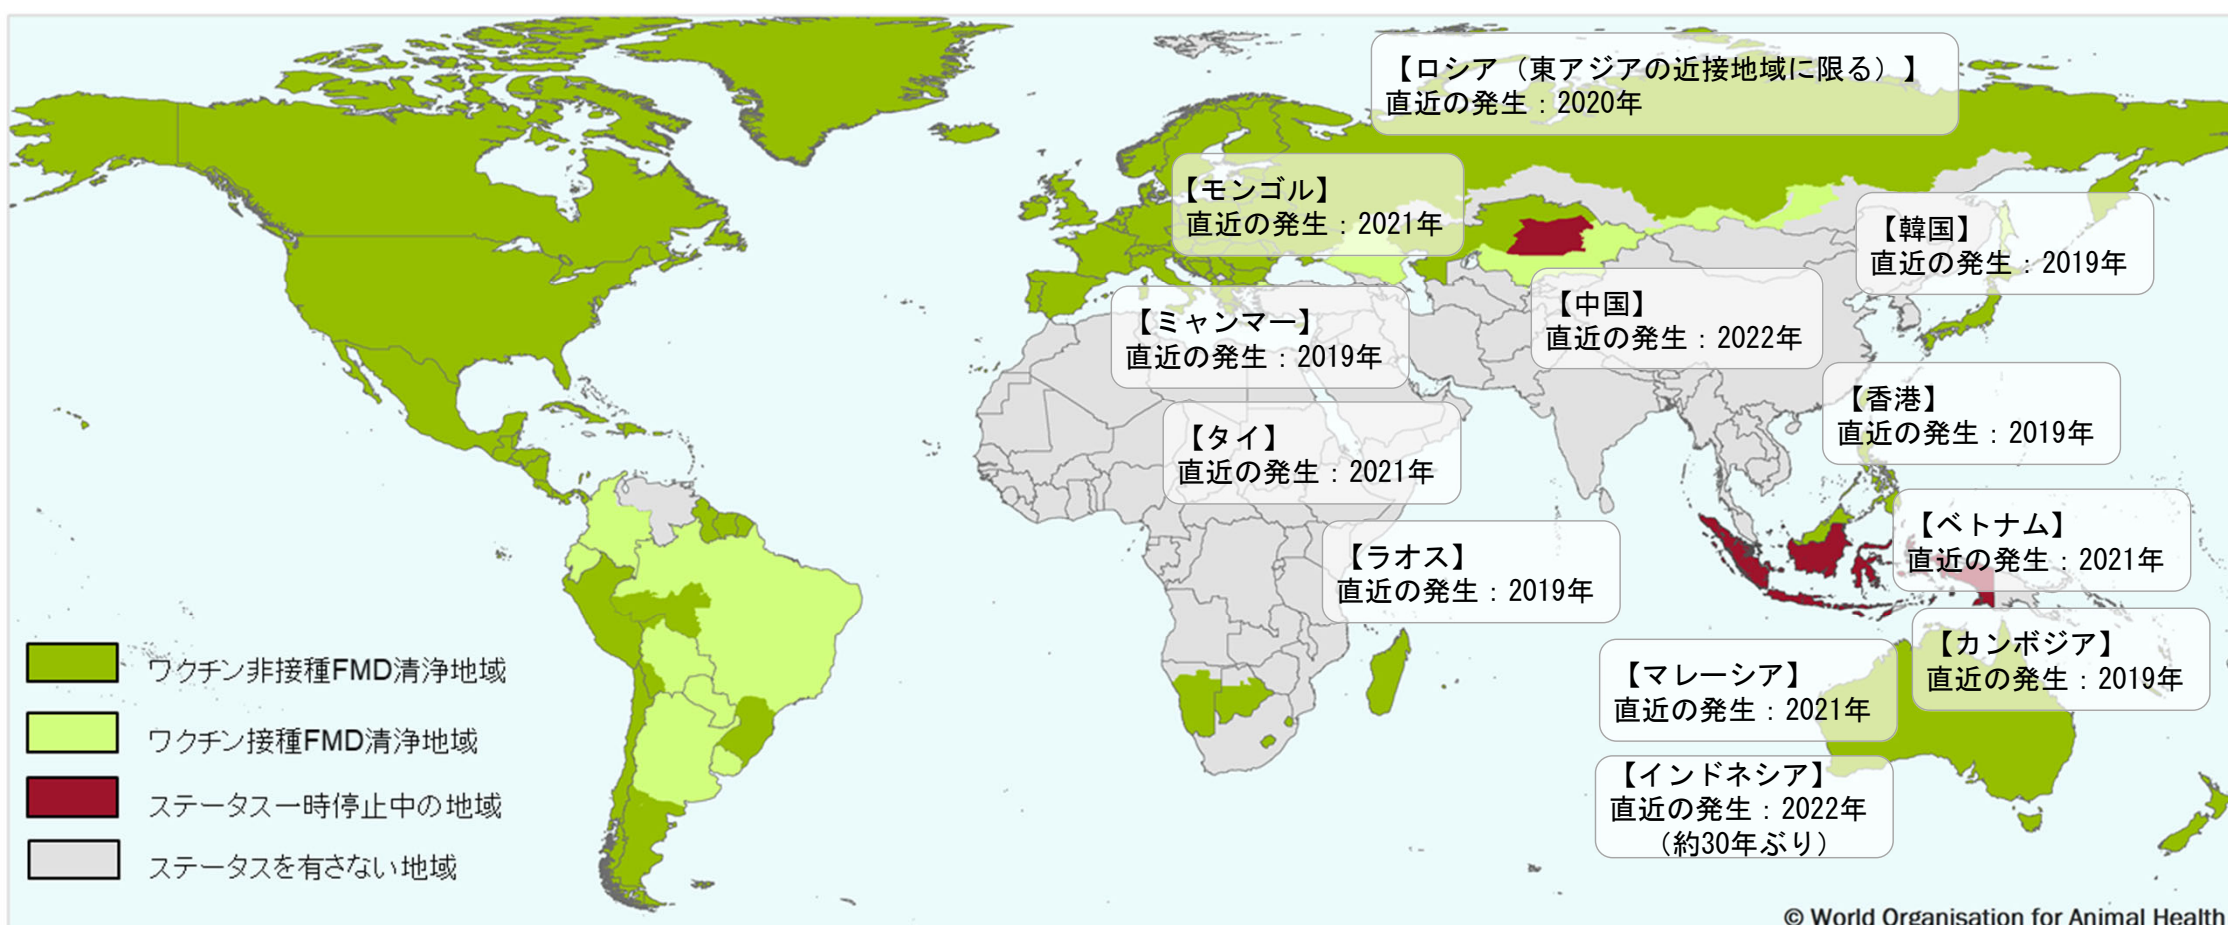 【ロシア（東アジアの近接地域に限る）】
直近の発生：2020年
【モンゴル】
直近の発生：2021年
【韓国】
直近の発生：2019年
【ミャンマー】
直近の発生：2019年
【中国】
直近の発生：2022年
【香港】
直近の発生：2019年
【タイ】
直近の発生：2021年
【ベトナム】
直近の発生：2021年
【ラオス】
直近の発生：2019年
【カンボジア】
直近の発生：2019年
【マレーシア】
直近の発生：2021年
【インドネシア】
直近の発生：2022年
（約30年ぶり）
ワクチン非接種FMD清浄地域
ワクチン接種FMD清浄地域
ステータス一時停止中の地域
ステータスを有さない地域
© World Organisation for Animal Health